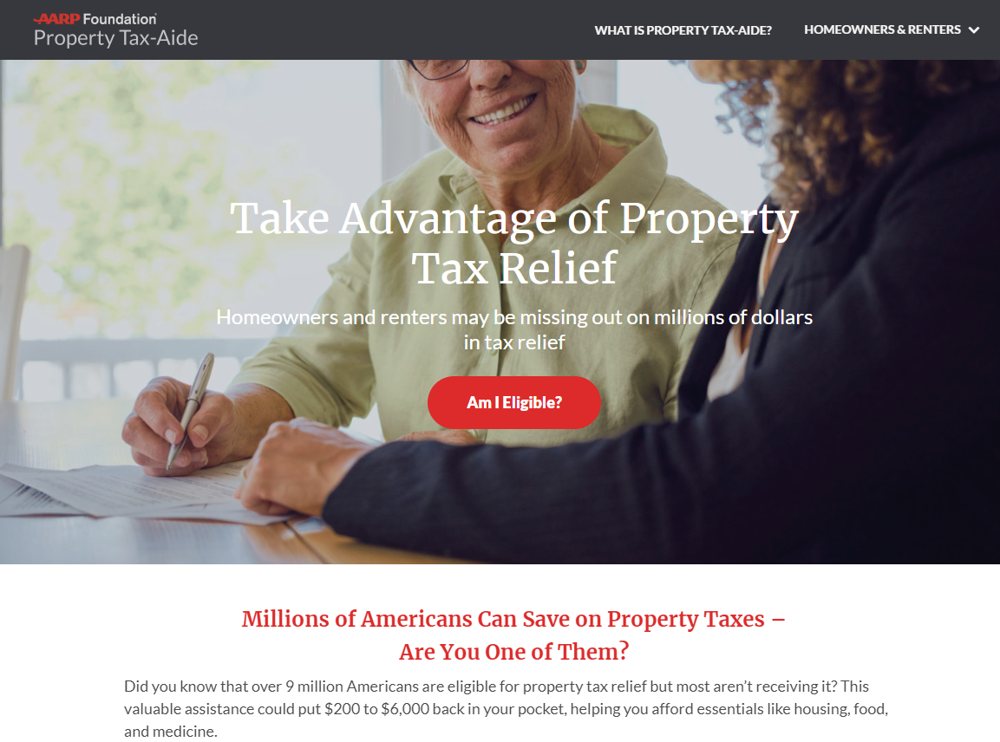 AARP Foundation
Property Tax-Aide
WHAT IS PROPERTY TAX-AIDE?
HOMEOWNERS & RENTERS
Take Advantage of Property
Tax Relief
Homeowners and renters may be missing out on millions of dollars
in tax relief
Am I Eligible?
Millions of Americans Can Save on Property Taxes –
Are You One of Them?
Did you know that over 9 million Americans are eligible for property tax relief but most aren’t receiving it? This
valuable assistance could put $200 to $6,000 back in your pocket, helping you afford essentials like housing, food,
and medicine.